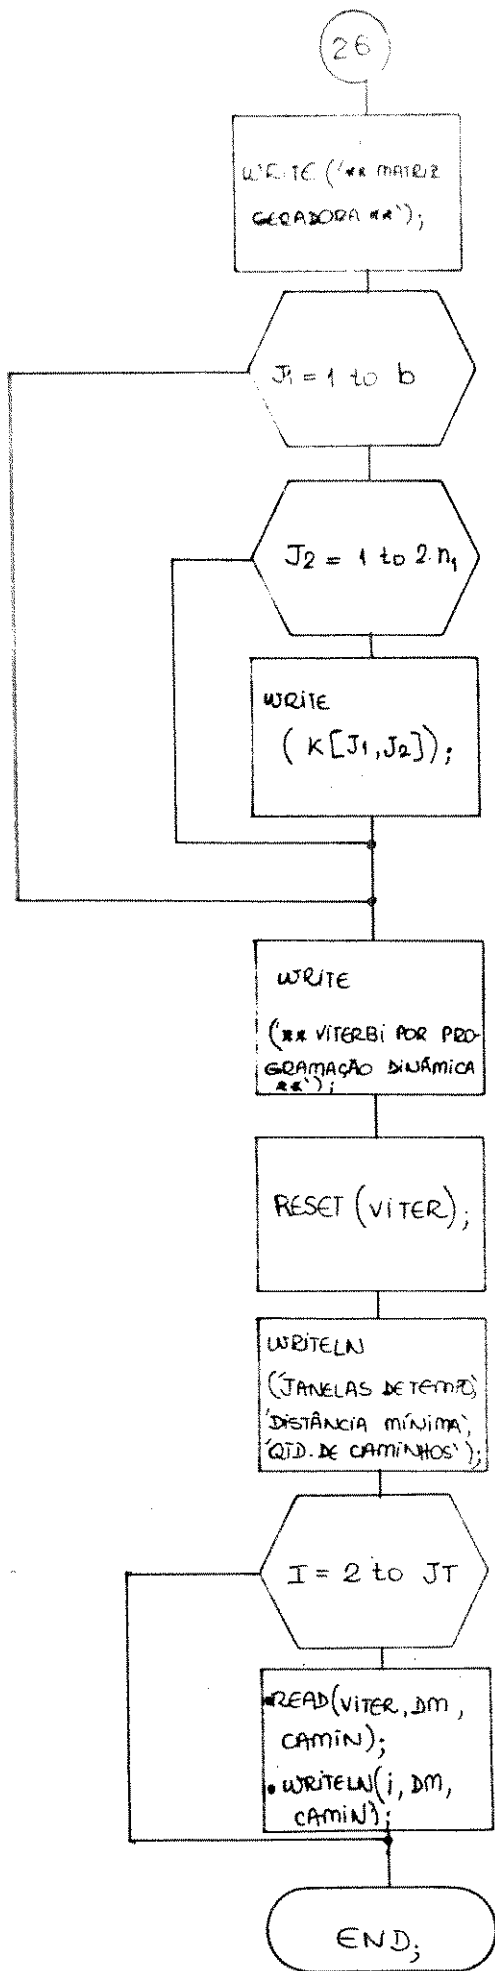 26
WRITE ('** MATRIZ
GERADORA **');
J1 = 1 to b
J2 = 1 to 2.n1
WRITE
( K[J1,J2]);
WRITE
('** VITERBI POR PRO-
GRAMAÇÃO DINÂMICA
**');
RESET (VITER);
WRITELN
('JANELAS DE TEMPO',
'DISTÂNCIA MÍNIMA',
'QTD. DE CAMINHOS');
I = 2 to JT
•READ(VITER, DM,
CAMIN);
• WRITELN(i, DM,
CAMIN);
END;